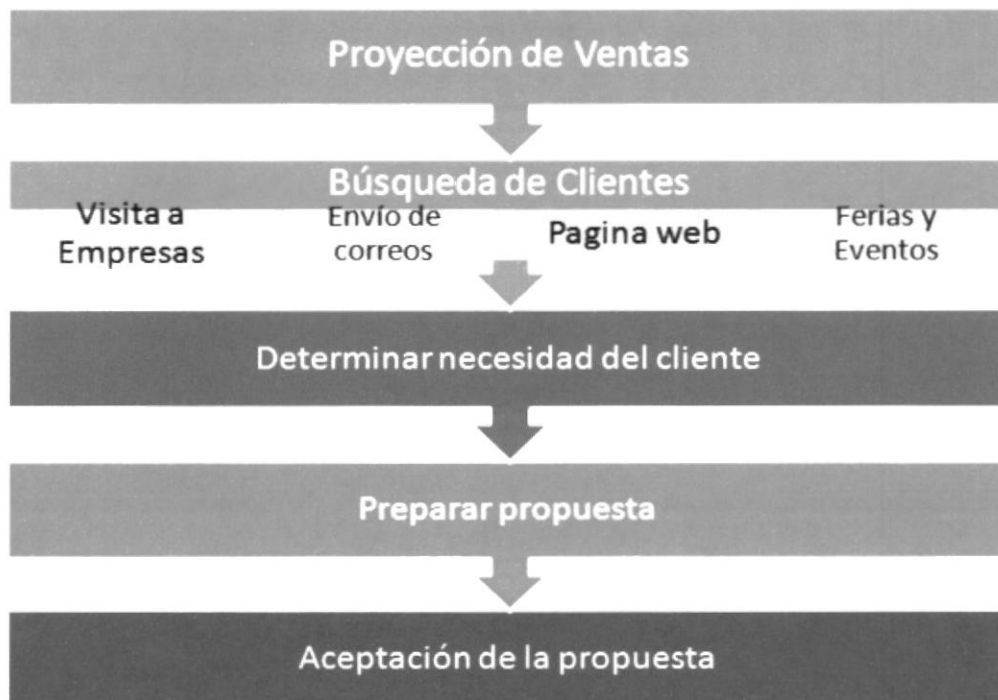 Proyección de Ventas
Búsqueda de Clientes
Visita a
Empresas
Envío de
correos
Pagina web
Ferias y
Eventos
Determinar necesidad del cliente
Preparar propuesta
Aceptación de la propuesta